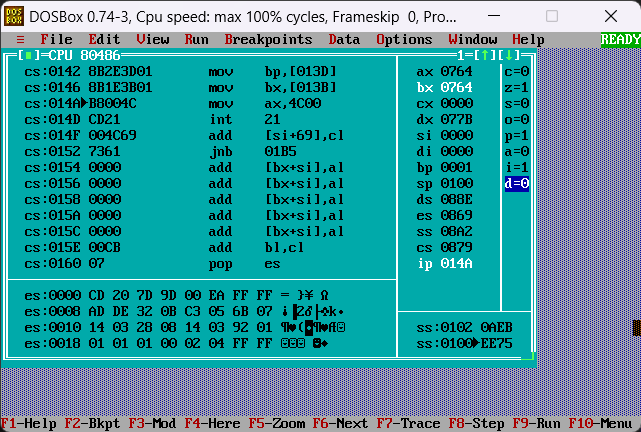 DOSBox 0.74-3, Cpu speed: max 100% cycles, Frameskip 0, Pro...
≡ File Edit View Run Breakpoints Data Options Window Help READY
[■]=CPU 80486 1=[↑][↓]
cs:0142 8B2E3D01 mov bp,[013D]
cs:0146 8B1E3B01 mov bx,[013B]
cs:014A►B8004C mov ax,4C00
cs:014D CD21 int 21
cs:014F 004C69 add [si+69],cl
cs:0152 7361 jnb 01B5
cs:0154 0000 add [bx+si],al
cs:0156 0000 add [bx+si],al
cs:0158 0000 add [bx+si],al
cs:015A 0000 add [bx+si],al
cs:015C 0000 add [bx+si],al
cs:015E 00CB add bl,cl
cs:0160 07 pop es
ax 0764 c=0
bx 0764 z=1
cx 0000 s=0
dx 077B o=0
si 0000 p=1
di 0000 a=0
bp 0001 i=1
sp 0100 d=0
ds 088E
es 0869
ss 08A2
cs 0879
ip 014A
es:0000 CD 20 7D 9D 00 EA FF FF = }¥ Ω
es:0008 AD DE 32 0B C3 05 6B 07 ¡▐2♂├♣k•
es:0010 14 03 28 08 14 03 92 01 ¶♥(◘¶♥Æ☺
es:0018 01 01 01 00 02 04 FF FF ☺☺☺ ☻♦
ss:0102 0AEB
ss:0100►EE75
F1-Help F2-Bkpt F3-Mod F4-Here F5-Zoom F6-Next F7-Trace F8-Step F9-Run F10-Menu